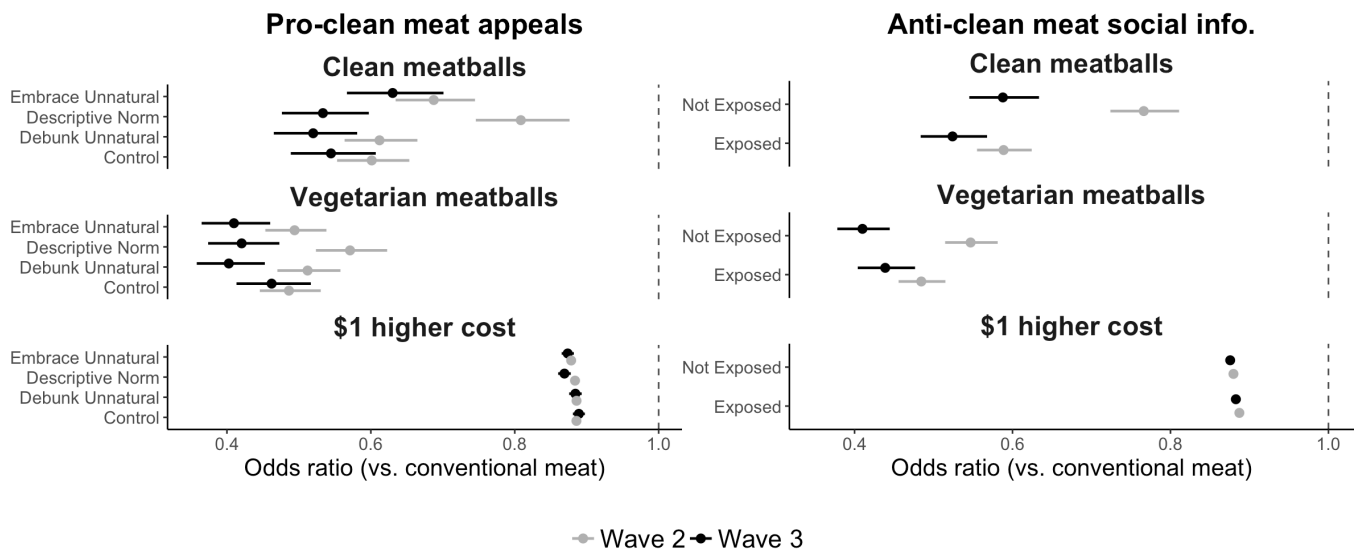 Pro-clean meat appeals
Clean meatballs
Embrace Unnatural
Descriptive Norm
Debunk Unnatural
Control
Vegetarian meatballs
Embrace Unnatural
Descriptive Norm
Debunk Unnatural
Control
$1 higher cost
Embrace Unnatural
Descriptive Norm
Debunk Unnatural
Control
0.4 0.6 0.8 1.0
Odds ratio (vs. conventional meat)
Anti-clean meat social info.
Clean meatballs
Not Exposed
Exposed
Vegetarian meatballs
Not Exposed
Exposed
$1 higher cost
Not Exposed
Exposed
0.4 0.6 0.8 1.0
Odds ratio (vs. conventional meat)
Wave 2 Wave 3